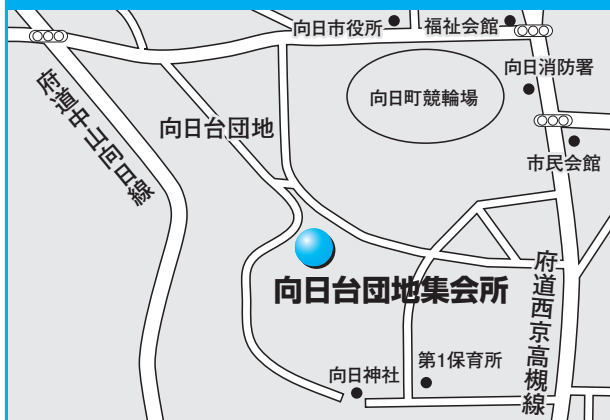 向日市役所
福祉会館
向日消防署
府道中山向日線
向日台団地
向日町競輪場
市民会館
向日台団地集会所
府道西京高槻線
向日神社
第1保育所